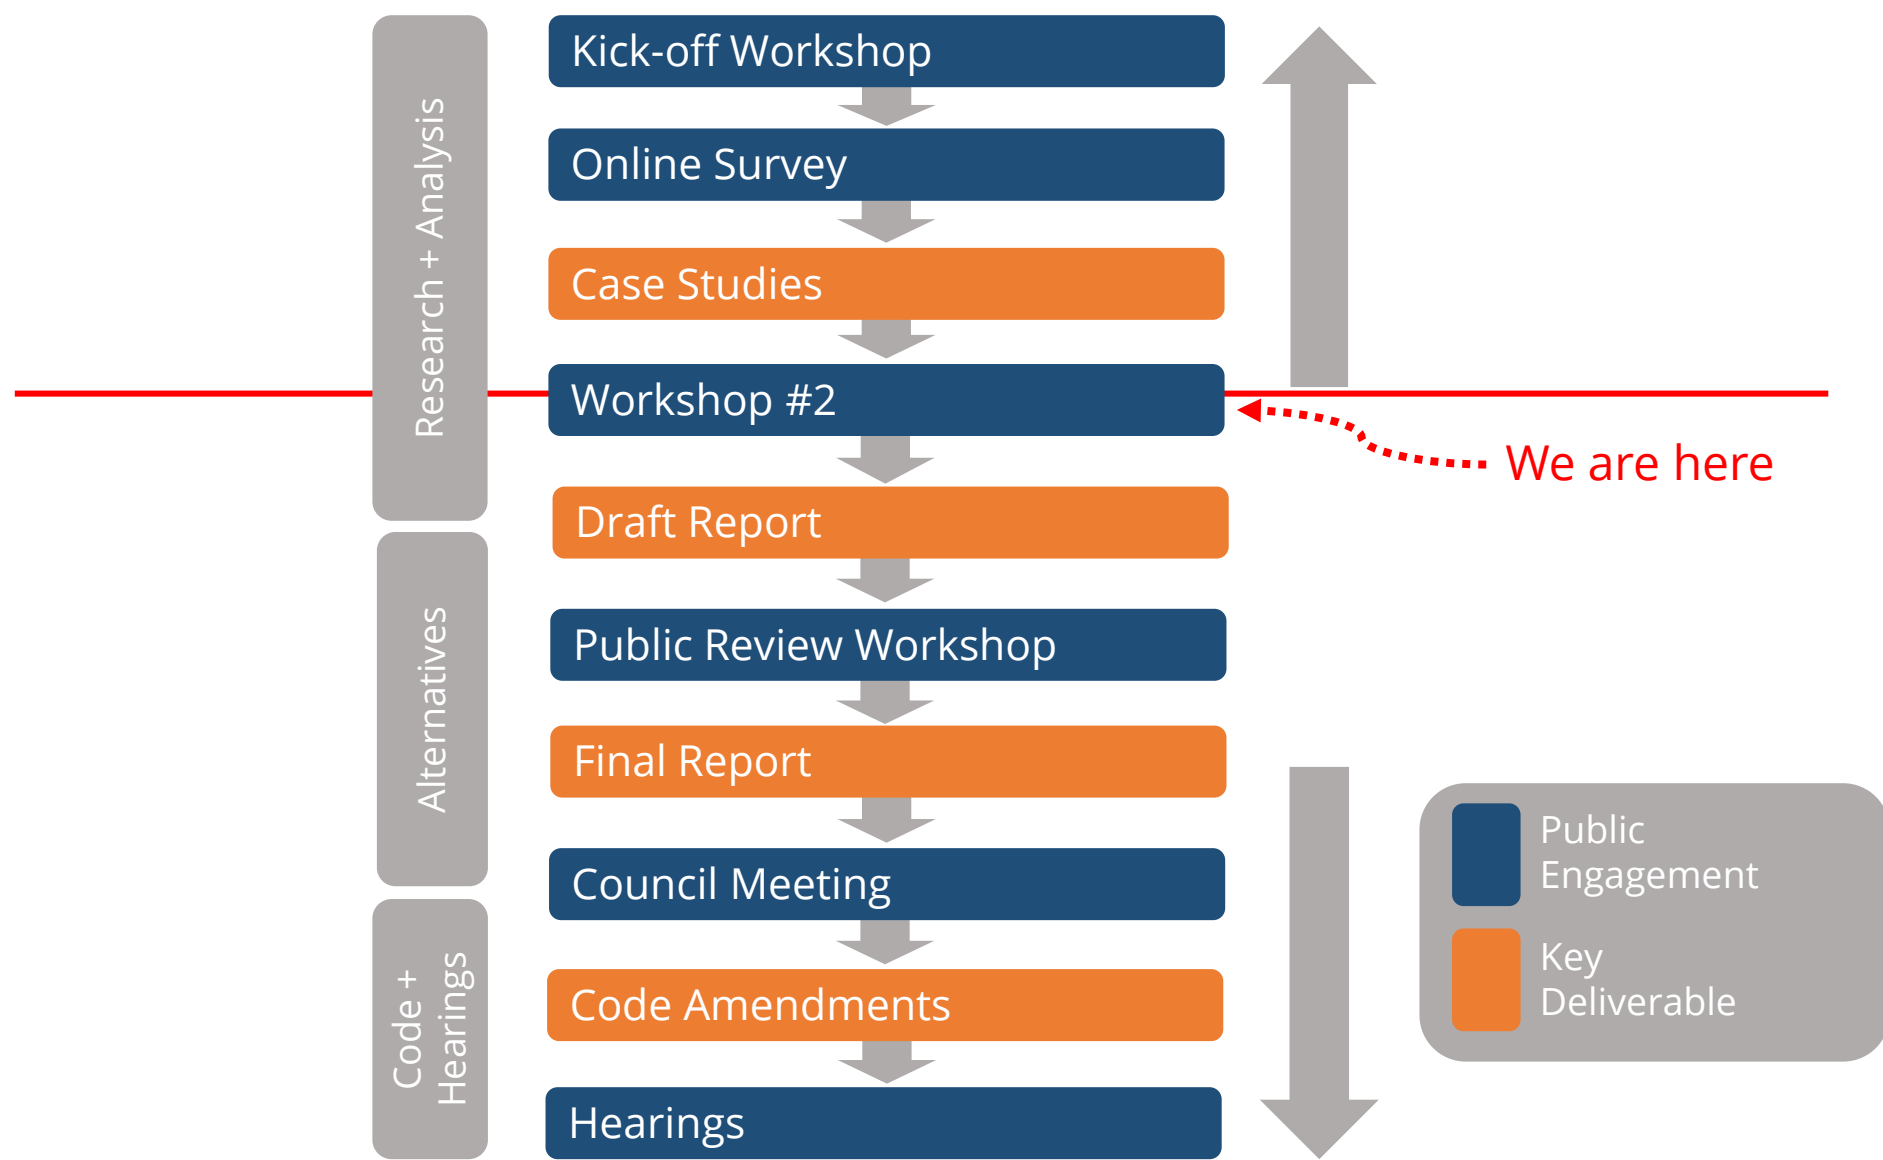 Research + Analysis
Kick-off Workshop
Online Survey
Case Studies
Workshop #2
We are here
Draft Report
Alternatives
Public Review Workshop
Final Report
Council Meeting
Code +
Hearings
Code Amendments
Hearings
Public
Engagement
Key
Deliverable